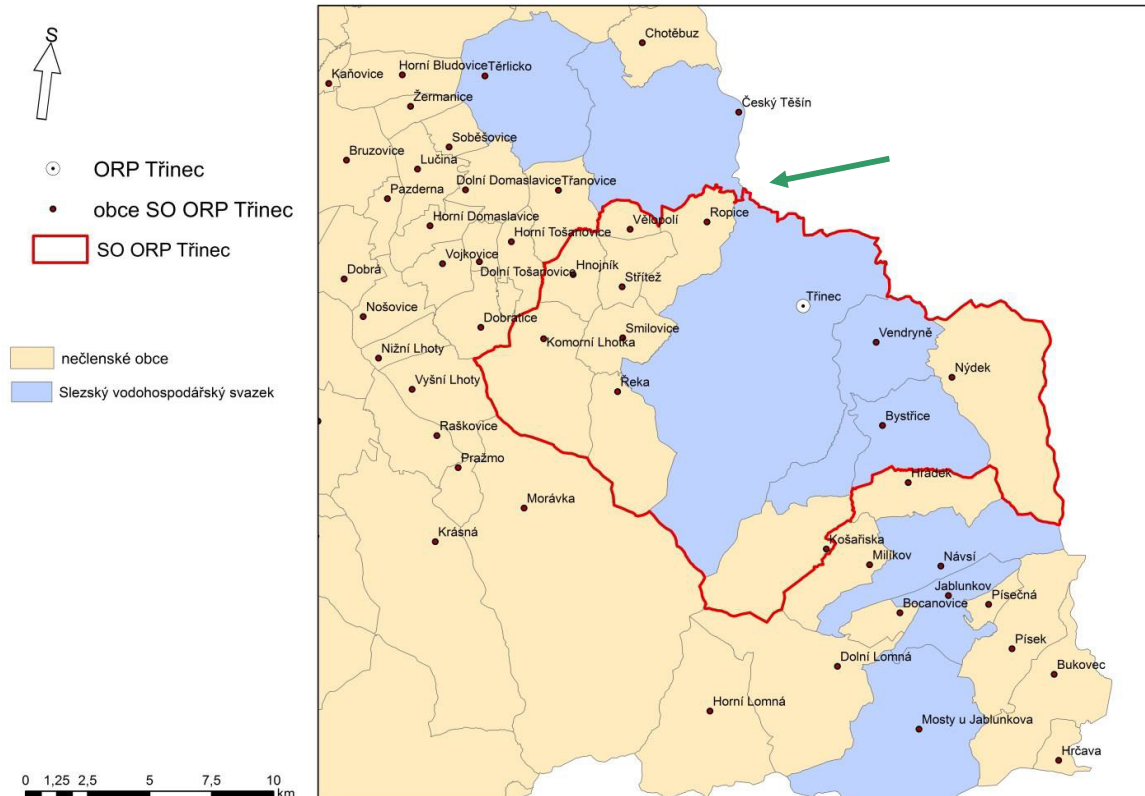 S
ORP Třinec
obce SO ORP Třinec
SO ORP Třinec
nečlenské obce
Slezský vodohospodářský svazek
0 1,25 2,5 5 7,5 10
km
Chotěbuz
Horní Bludovice
Těrlicko
Kaňovice
Žermanice
Český Těšín
Soběšovice
Bruzovice
Lučina
Dolní Domaslavice
Třanovice
Pazderna
Horní Domaslavice
Vělopolí
Ropice
Horní Tošanovice
Vojkovice
Dolní Tošanovice
Hnojník
Dobrá
Střítež
Třinec
Nošovice
Dobratice
Smilovice
Komorní Lhotka
Vendryně
Nižní Lhoty
Vyšní Lhoty
Řeka
Nýdek
Raškovice
Bystřice
Pražmo
Hrádek
Morávka
Krásná
Košařiska
Milíkov
Návsí
Jablunkov
Bocanovice
Písečná
Písek
Dolní Lomná
Bukovec
Horní Lomná
Mosty u Jablunkova
Hrčava